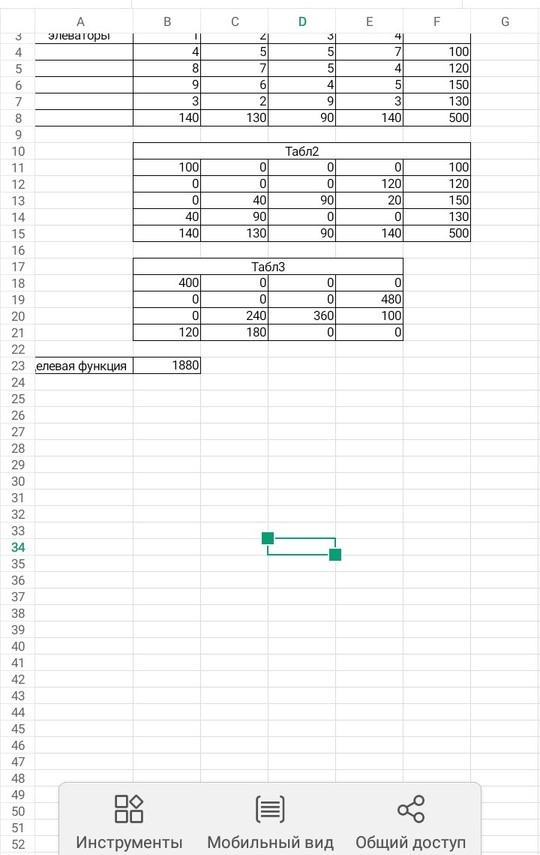 A B C D E F G
3 элеваторы 1 2 3 4
4 4 5 5 7 100
5 8 7 5 4 120
6 9 6 4 5 150
7 3 2 9 3 130
8 140 130 90 140 500
9
10 Табл2
11 100 0 0 0 100
12 0 0 0 120 120
13 0 40 90 20 150
14 40 90 0 0 130
15 140 130 90 140 500
16
17 Табл3
18 400 0 0 0
19 0 0 0 480
20 0 240 360 100
21 120 180 0 0
22
23 елевая функция 1880
24
25
26
27
28
29
30
31
32
33
34
35
36
37
38
39
40
41
42
43
44
45
46
47
48
49
50
51
52
Инструменты Мобильный вид Общий доступ